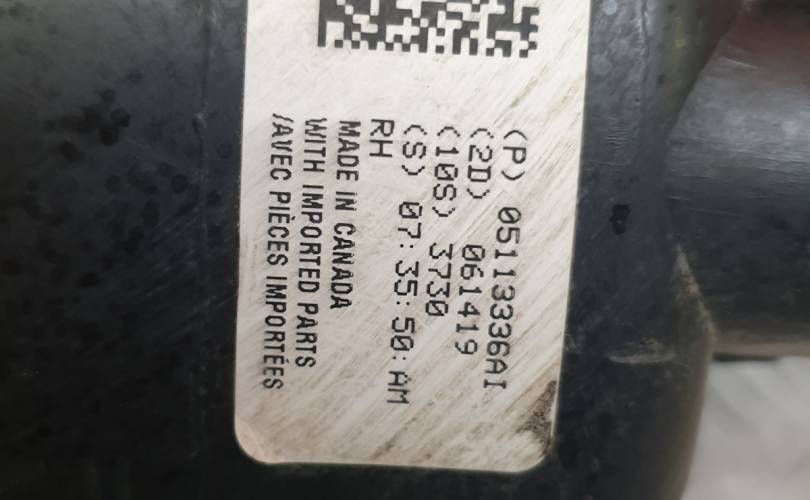 (P) 05113336AI
(2D) 061419
(10S) 3730
(S) 07:35:50:AM
RH
MADE IN CANADA
WITH IMPORTED PARTS
/AVEC PIÈCES IMPORTÉES